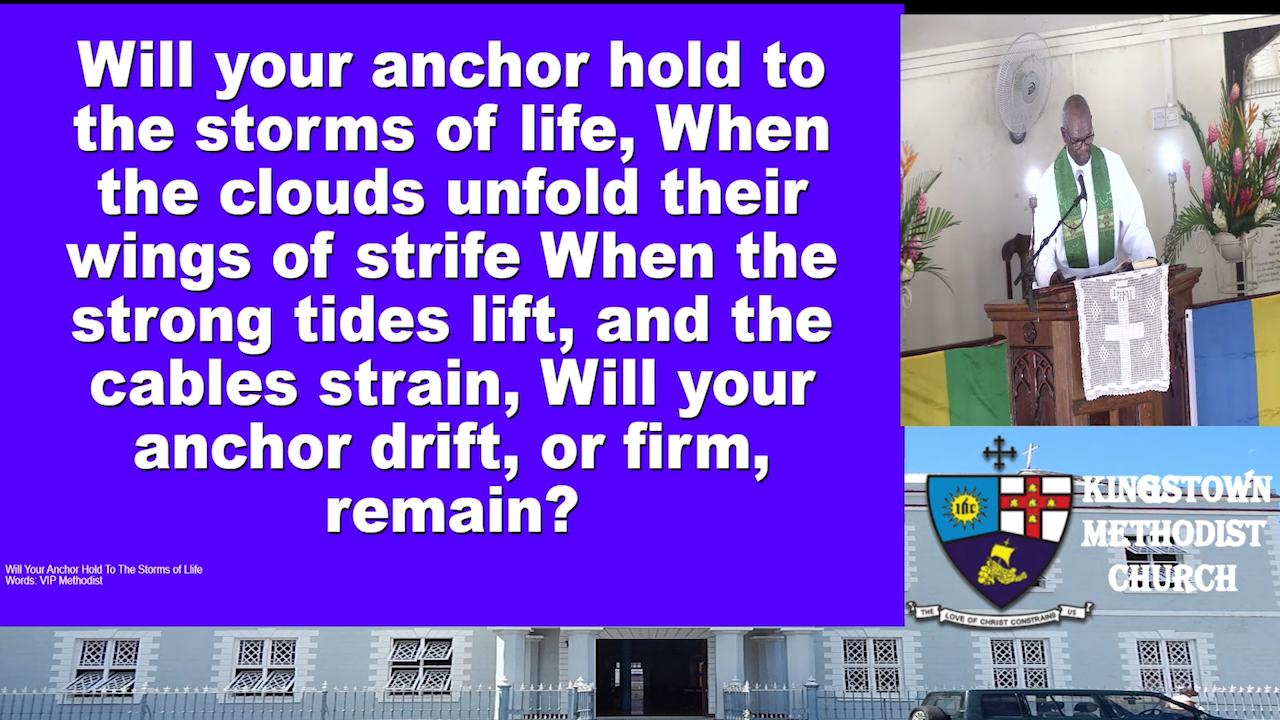 Will your anchor hold to
the storms of life, When
the clouds unfold their
wings of strife When the
strong tides lift, and the
cables strain, Will your
anchor drift, or firm,
remain?
Will Your Anchor Hold To The Storms of LIife
Words: VIP Methodist
KINGSTOWN
METHODIST
CHURCH
THE LOVE OF CHRIST CONSTRAINS US